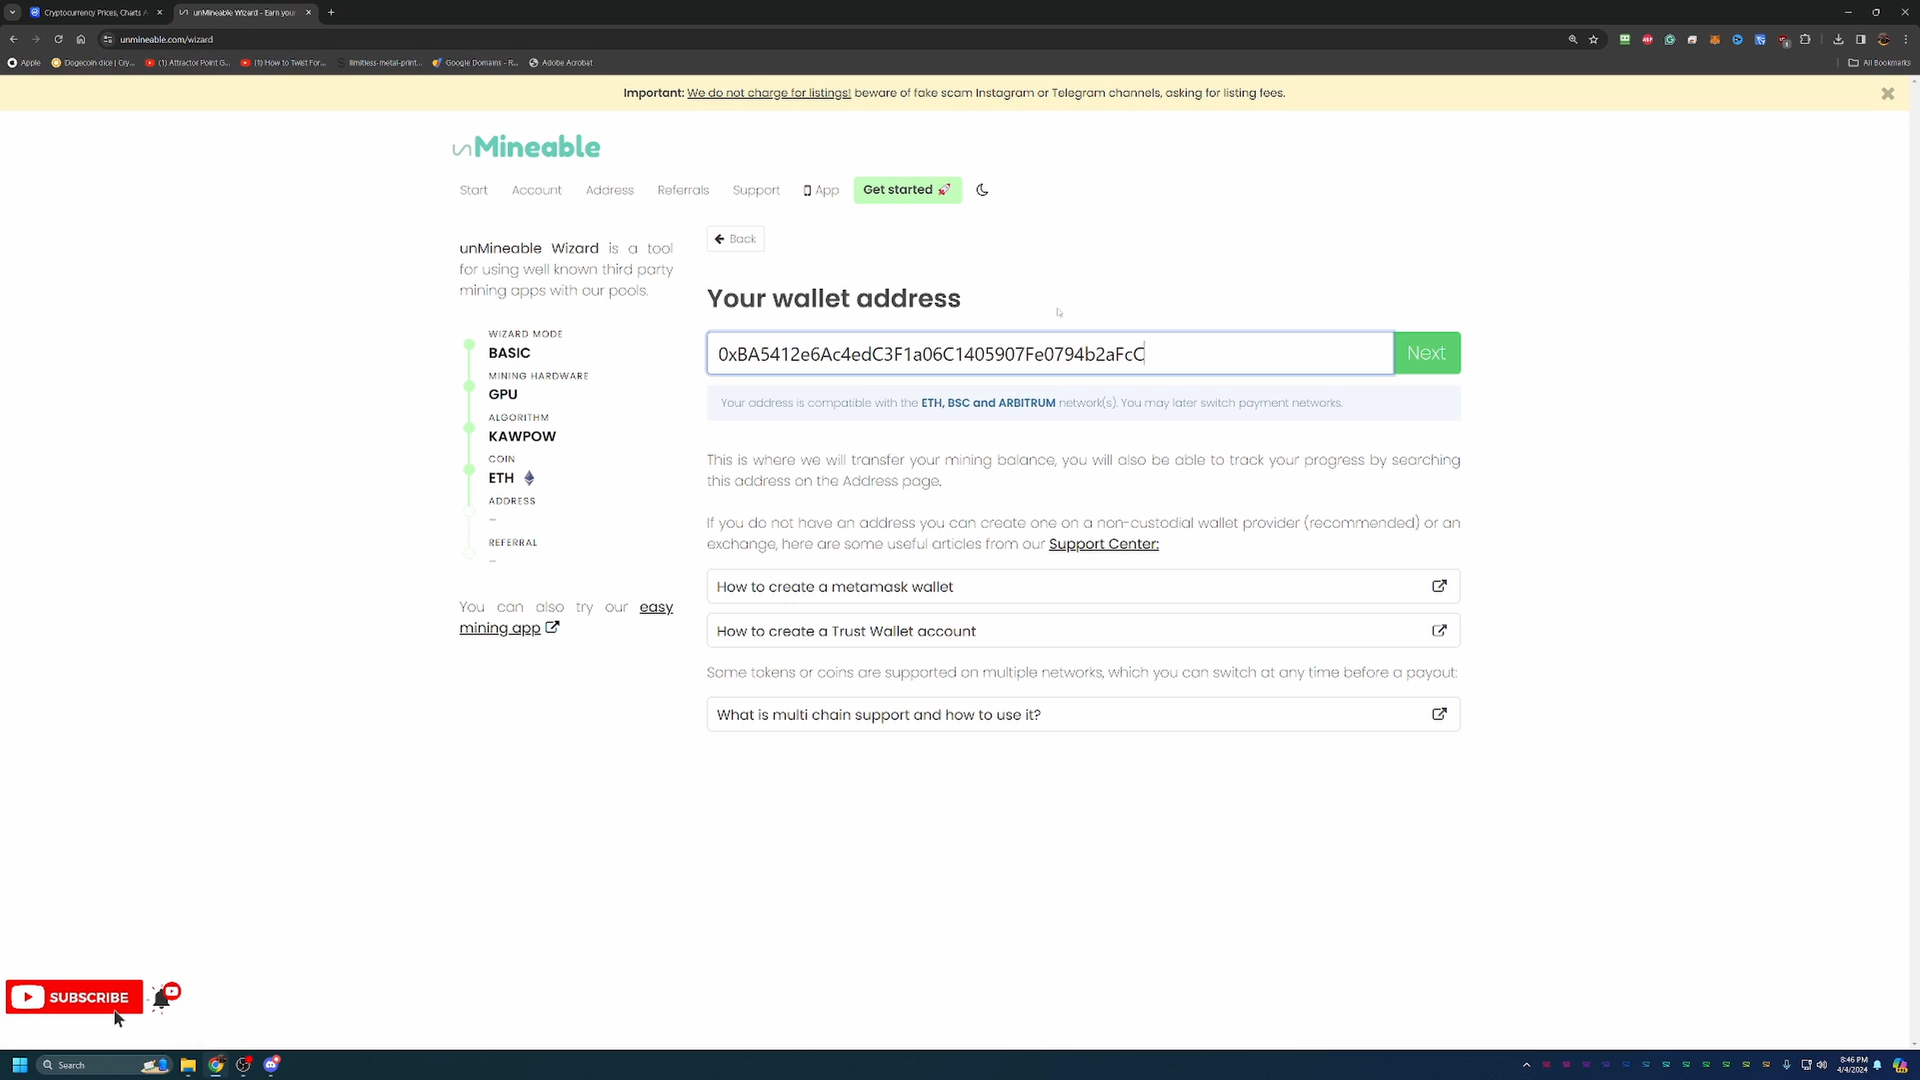 Cryptocurrency Prices, Charts A
unMineable Wizard - Earn your
unmineable.com/wizard
Apple
Dogecoin dice | Cry...
(1) Attractor Point G...
(1) How to Twist For...
limitless-metal-print...
Google Domains - R...
Adobe Acrobat
All Bookmarks
Important: We do not charge for listings! beware of fake scam Instagram or Telegram channels, asking for listing fees.
unMineable
Start
Account
Address
Referrals
Support
App
Get started
Back
unMineable Wizard is a tool
for using well known third party
mining apps with our pools.
WIZARD MODE
BASIC
MINING HARDWARE
GPU
ALGORITHM
KAWPOW
COIN
ETH
ADDRESS
–
REFERRAL
–
You can also try our easy
mining app
Your wallet address
0xBA5412e6Ac4edC3F1a06C1405907Fe0794b2aFcC
Next
Your address is compatible with the ETH, BSC and ARBITRUM network(s). You may later switch payment networks.
This is where we will transfer your mining balance, you will also be able to track your progress by searching
this address on the Address page.
If you do not have an address you can create one on a non-custodial wallet provider (recommended) or an
exchange, here are some useful articles from our Support Center:
How to create a metamask wallet
How to create a Trust Wallet account
Some tokens or coins are supported on multiple networks, which you can switch at any time before a payout:
What is multi chain support and how to use it?
SUBSCRIBE
Search
8:46 PM
4/4/2024